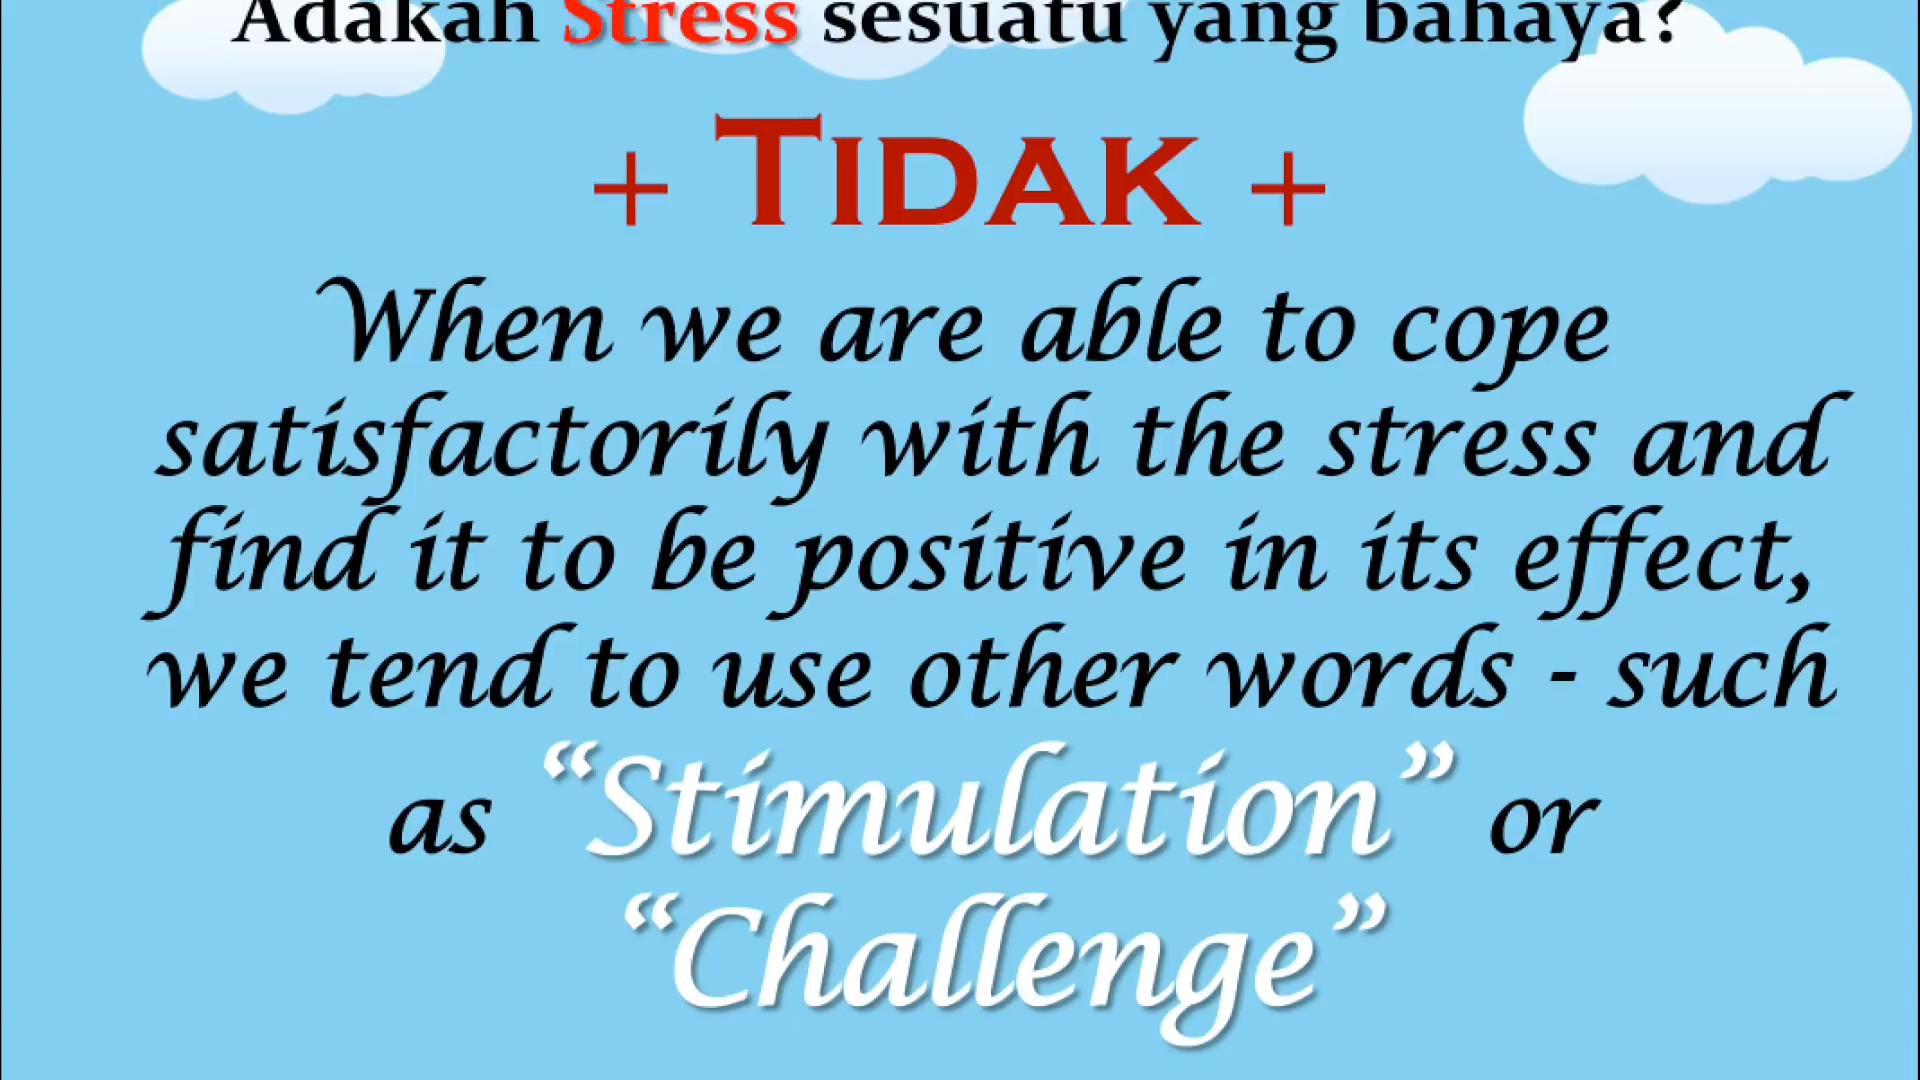 Adakah Stress sesuatu yang bahaya?
+ TIDAK +
When we are able to cope
satisfactorily with the stress and
find it to be positive in its effect,
we tend to use other words - such
as “Stimulation” or
“Challenge”